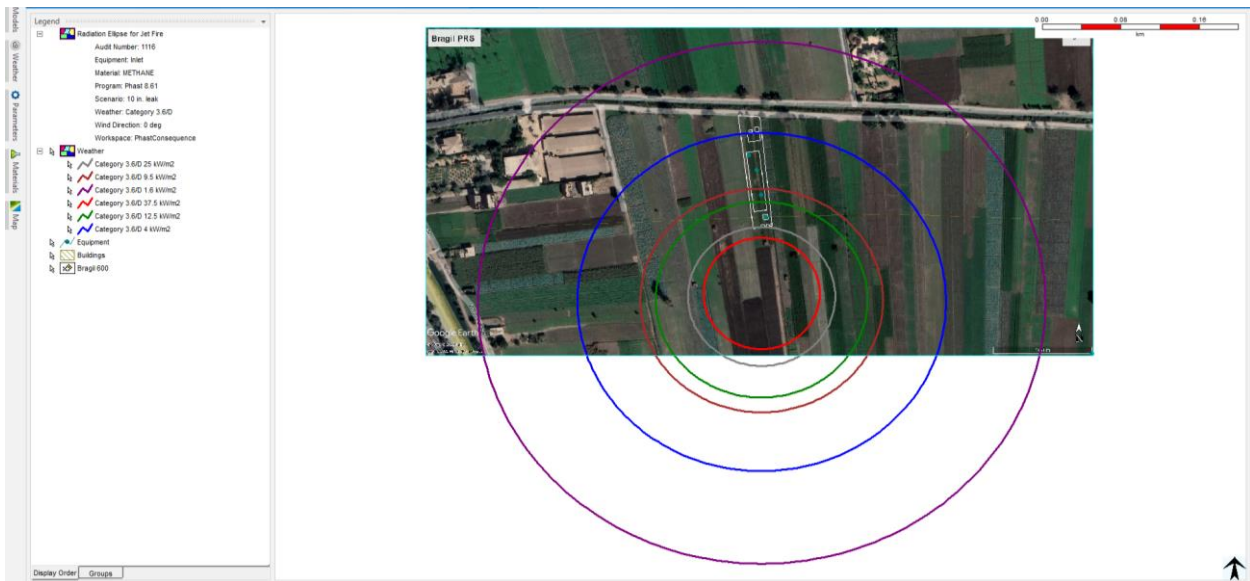 Models
Weather
Parameters
Materials
Map
Legend
Radiation Ellipse for Jet Fire
Audit Number: 1116
Equipment: Inlet
Material: METHANE
Program: Phast 8.61
Scenario: 10 in. leak
Weather: Category 3.6/D
Wind Direction: 0 deg
Workspace: PhastConsequence
Weather
Category 3.6/D 25 kW/m2
Category 3.6/D 9.5 kW/m2
Category 3.6/D 1.6 kW/m2
Category 3.6/D 37.5 kW/m2
Category 3.6/D 12.5 kW/m2
Category 3.6/D 4 kW/m2
Equipment
Buildings
Bragil 600
Display Order
Groups
Bragil PRS
0.00 0.08 0.16
km
Google Earth